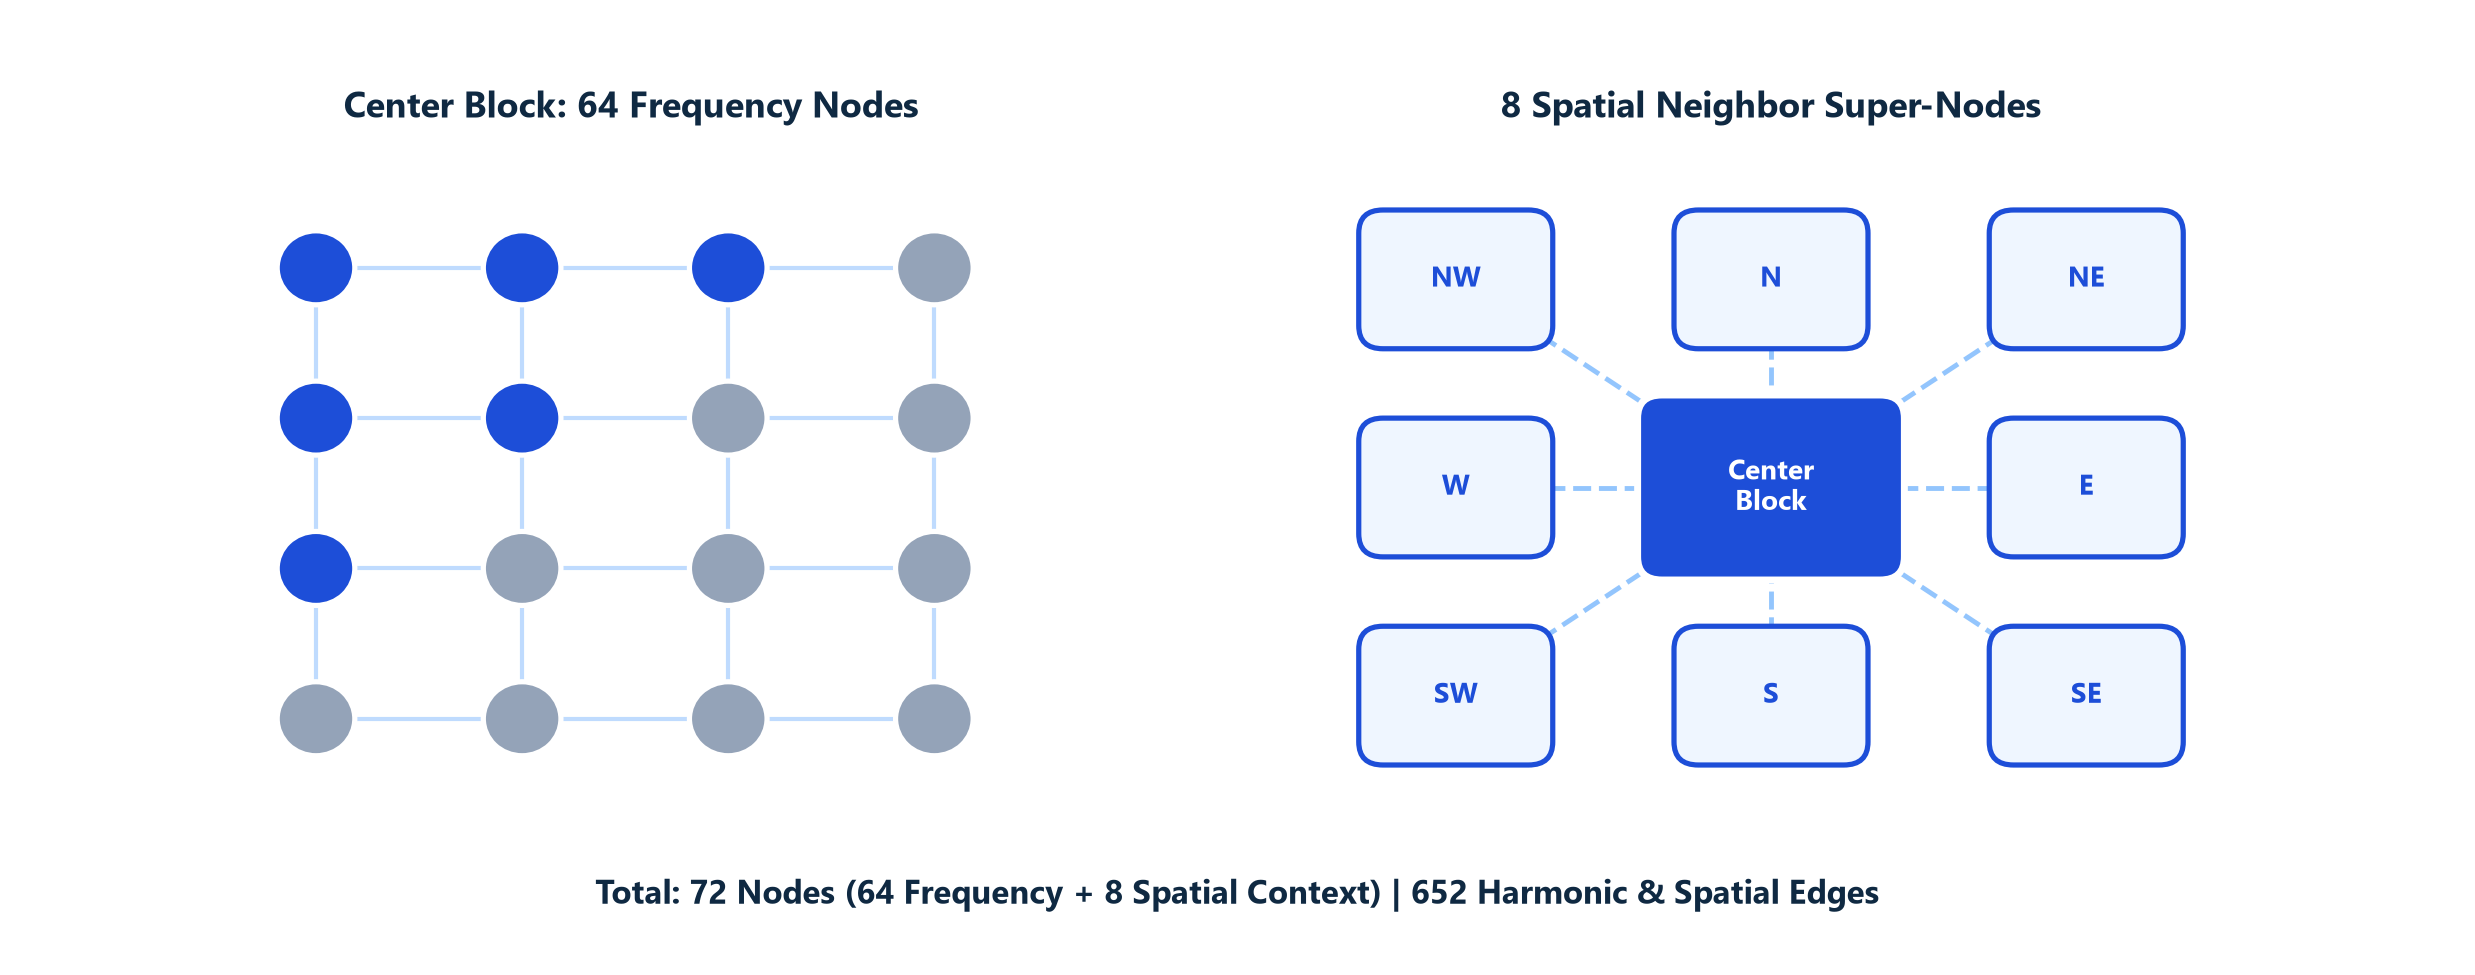 Center Block: 64 Frequency Nodes
8 Spatial Neighbor Super-Nodes
NW
N
NE
W
Center
Block
E
SW
S
SE
Total: 72 Nodes (64 Frequency + 8 Spatial Context) | 652 Harmonic & Spatial Edges